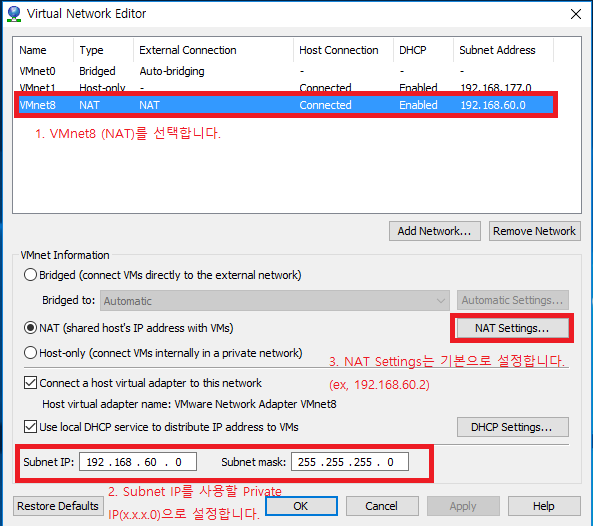 Virtual Network Editor
Name Type External Connection Host Connection DHCP Subnet Address
VMnet0 Bridged Auto-bridging - - -
VMnet1 Host-only - Connected Enabled 192.168.177.0
VMnet8 NAT NAT Connected Enabled 192.168.60.0
1. VMnet8 (NAT)를 선택합니다.
Add Network... Remove Network
VMnet Information
Bridged (connect VMs directly to the external network)
Bridged to: Automatic Automatic Settings...
NAT (shared host's IP address with VMs) NAT Settings...
Host-only (connect VMs internally in a private network)
3. NAT Settings는 기본으로 설정합니다.
(ex, 192.168.60.2)
Connect a host virtual adapter to this network
Host virtual adapter name: VMware Network Adapter VMnet8
Use local DHCP service to distribute IP address to VMs DHCP Settings...
Subnet IP: 192 .168 . 60 . 0 Subnet mask: 255 .255 .255 . 0
2. Subnet IP를 사용할 Private
IP(x.x.x.0)으로 설정합니다.
Restore Defaults OK Cancel Apply Help